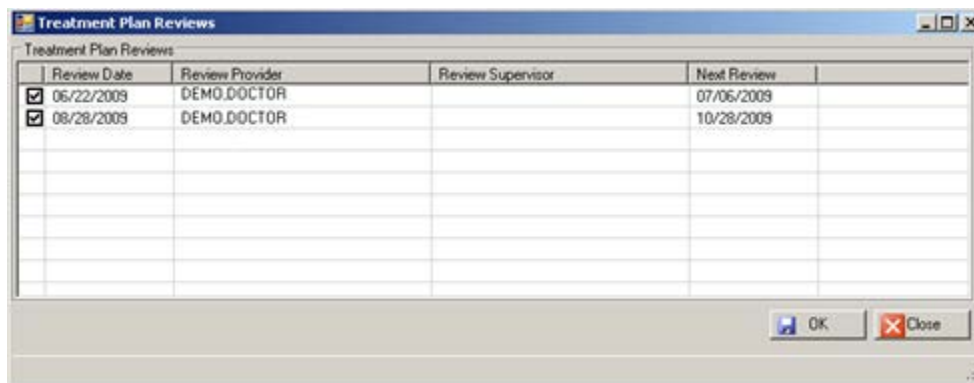 Treatment Plan Reviews
Treatment Plan Reviews
Review Date Review Provider Review Supervisor Next Review
06/22/2009 DEMO,DOCTOR 07/06/2009
08/28/2009 DEMO,DOCTOR 10/28/2009
OK Close